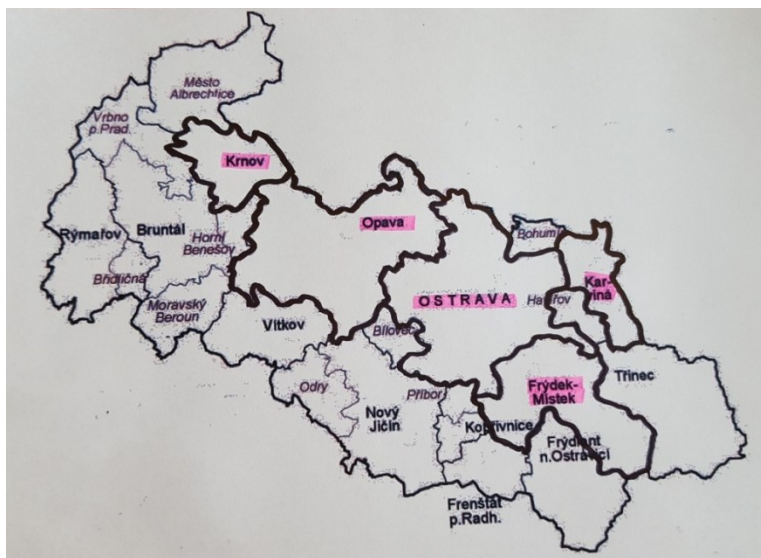 Město
Albrechtice
Vrbno
p.Prad.
Krnov
Opava
Rýmařov
Bruntál
Horní
Benešov
Bohumín
Břidličná
Moravský
Beroun
OSTRAVA
Kar-
viná
Havířov
Vítkov
Bílovec
Třinec
Odry
Příbor
Frýdek-
Místek
Nový
Jičín
Kopřivnice
Frýdlant
n.Ostravicí
Frenštát
p.Radh.